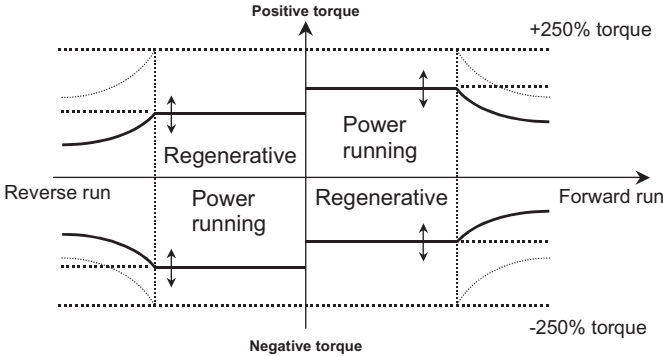 Positive torque
+250% torque
Power
running
Regenerative
Reverse run
Forward run
Power
running
Regenerative
-250% torque
Negative torque